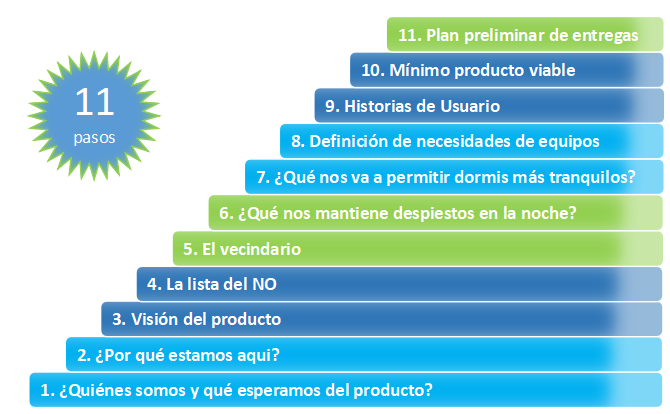 11
pasos
11. Plan preliminar de entregas
10. Mínimo producto viable
9. Historias de Usuario
8. Definición de necesidades de equipos
7. ¿Qué nos va a permitir dormis más tranquilos?
6. ¿Qué nos mantiene despiestos en la noche?
5. El vecindario
4. La lista del NO
3. Visión del producto
2. ¿Por qué estamos aqui?
1. ¿Quiénes somos y qué esperamos del producto?